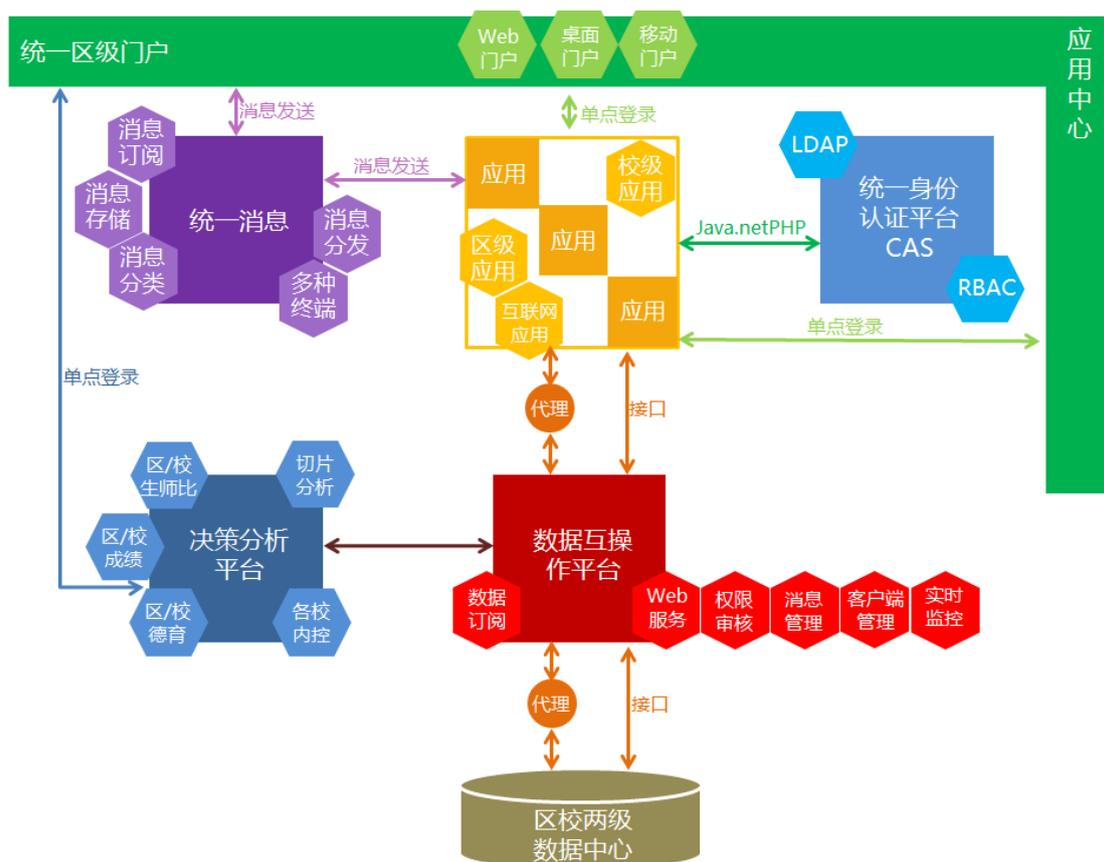 统一区级门户
Web
门户
桌面
门户
移动
门户
应
用
中
心
消息发送
单点登录
消息
订阅
消息
存储
消息
分类
统一消息
消息
分发
多种
终端
消息发送
应用
校级
应用
应用
区级
应用
互联网
应用
应用
Java.netPHP
LDAP
统一身份
认证平台
CAS
RBAC
单点登录
单点登录
代理
接口
区/校
生师比
切片
分析
区/校
成绩
决策分析
平台
区/校
德育
各校
内控
数据互操
作平台
数据
订阅
Web
服务
权限
审核
消息
管理
客户端
管理
实时
监控
代理
接口
区校两级
数据中心